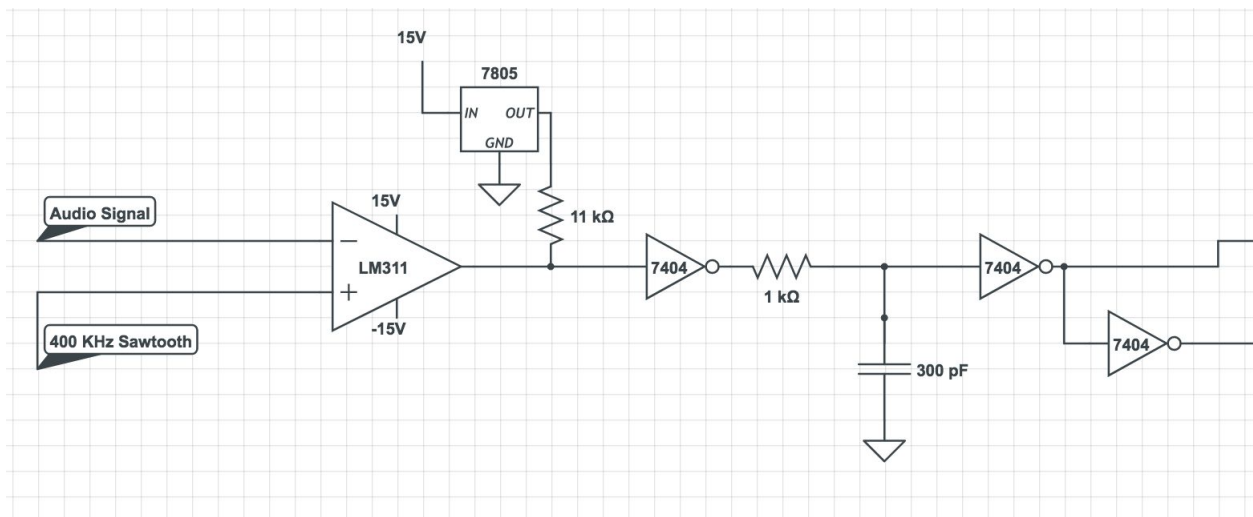 15V
7805
IN OUT
GND
11 kΩ
Audio Signal
15V
−
LM311
+
-15V
400 KHz Sawtooth
7404
1 kΩ
300 pF
7404
7404